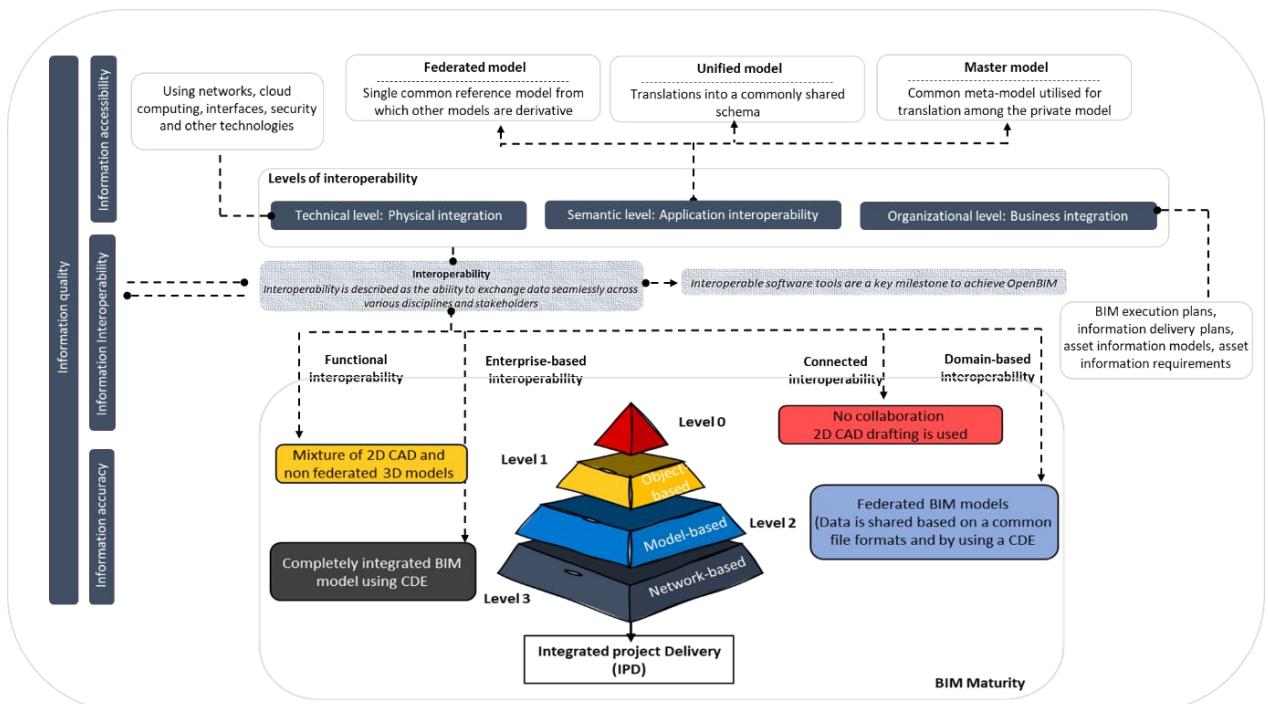 Information quality
Information accessibility
Information Interoperability
Information accuracy
Using networks, cloud
computing, interfaces, security
and other technologies
Federated model
Single common reference model from
which other models are derivative
Unified model
Translations into a commonly shared
schema
Master model
Common meta-model utilised for
translation among the private model
Levels of interoperability
Technical level: Physical integration
Semantic level: Application interoperability
Organizational level: Business integration
Interoperability
Interoperability is described as the ability to exchange data seamlessly across
various disciplines and stakeholders
Interoperable software tools are a key milestone to achieve OpenBIM
BIM execution plans,
information delivery plans,
asset information models, asset
information requirements
Functional
interoperability
Enterprise-based
interoperability
Connected
interoperability
Domain-based
interoperability
Level 0
No collaboration
2D CAD drafting is used
Mixture of 2D CAD and
non federated 3D models
Level 1
Object-
based
Federated BIM models
(Data is shared based on a common
file formats and by using a CDE
Level 2
Model-based
Completely integrated BIM
model using CDE
Network-based
Level 3
Integrated project Delivery
(IPD)
BIM Maturity